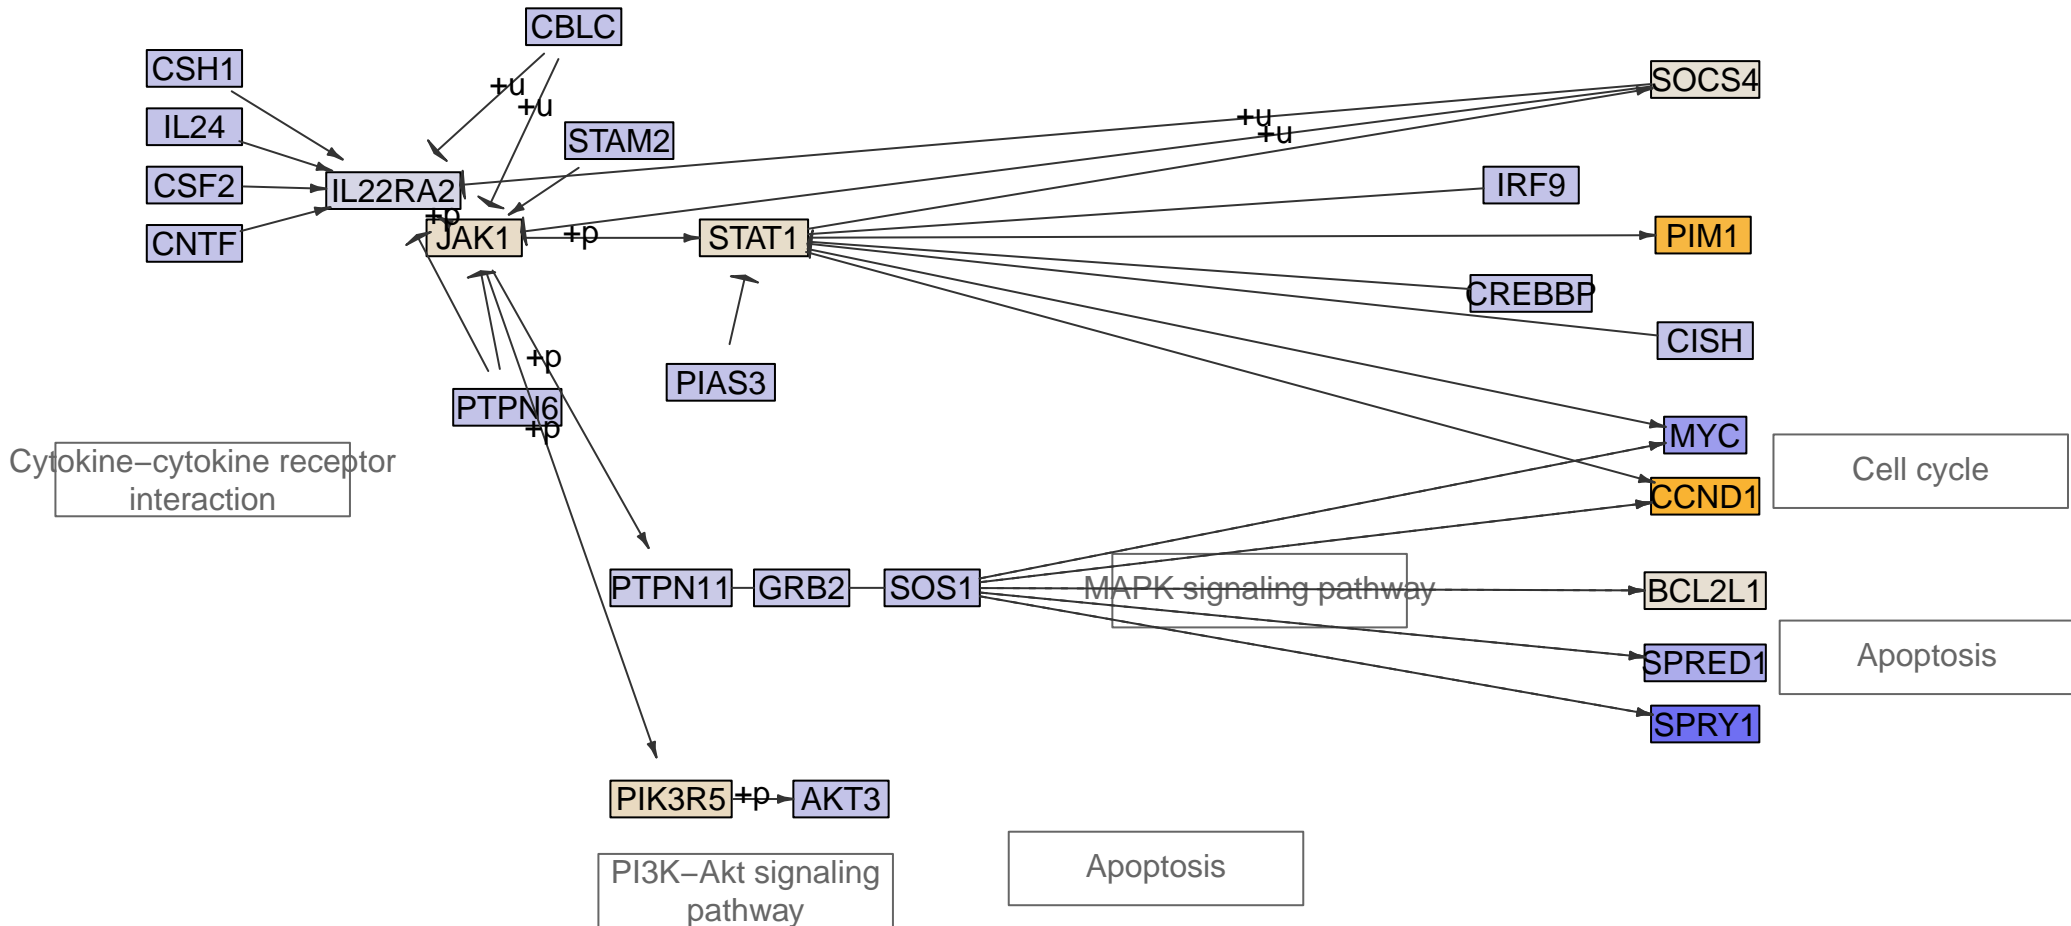 CBLC
CSH1
SOCS4
+u
+u
IL24
+u
+u
STAM2
CSF2
IL22RA2
IRF9
+p
CNTF
JAK1
+p
STAT1
PIM1
CREBBP
CISH
+p
PIAS3
PTPN6
+p
MYC
Cytokine–cytokine receptor
interaction
Cell cycle
CCND1
PTPN11
GRB2
SOS1
MAPK signaling pathway
BCL2L1
SPRED1
Apoptosis
SPRY1
PIK3R5
+p
AKT3
PI3K–Akt signaling
pathway
Apoptosis